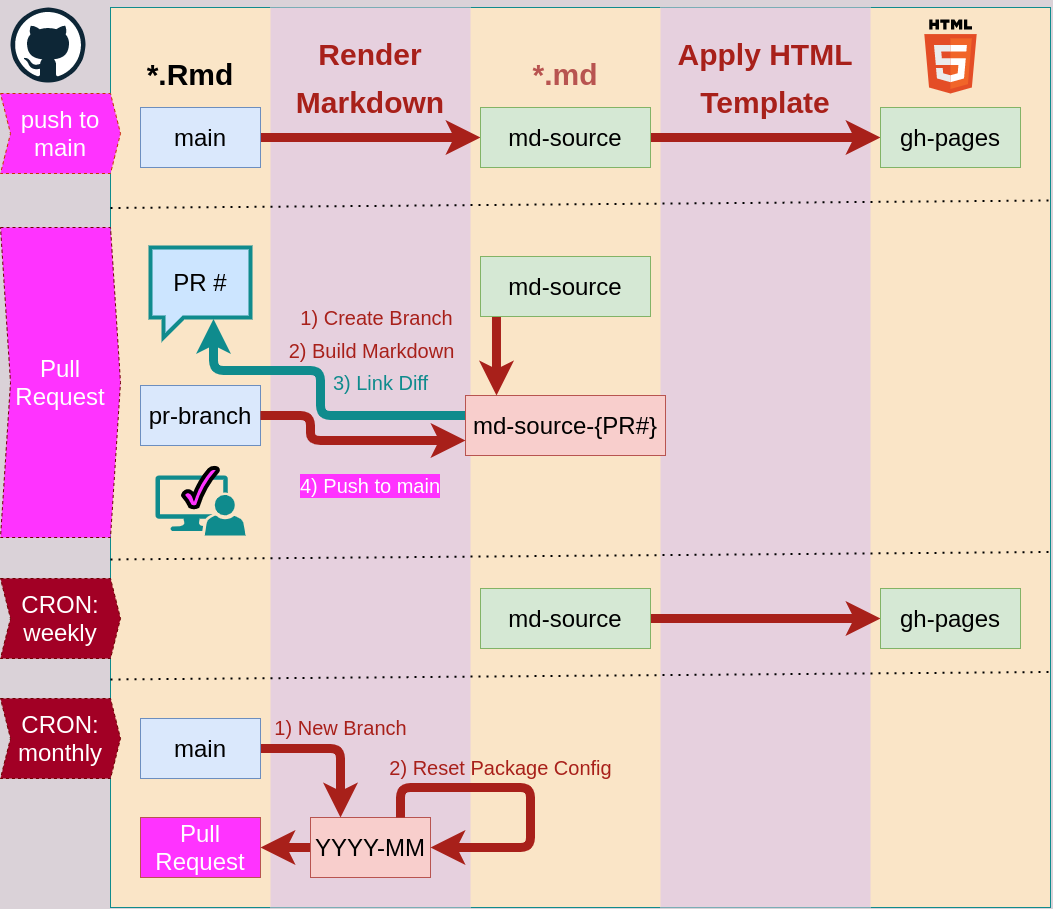 *.Rmd
Render
Markdown
*.md
Apply HTML
Template
HTML
5
push to
main
main
md-source
gh-pages
Pull
Request
PR #
md-source
1) Create Branch
2) Build Markdown
3) Link Diff
pr-branch
md-source-{PR#}
4) Push to main
CRON:
weekly
md-source
gh-pages
CRON:
monthly
main
1) New Branch
2) Reset Package Config
Pull
Request
YYYY-MM